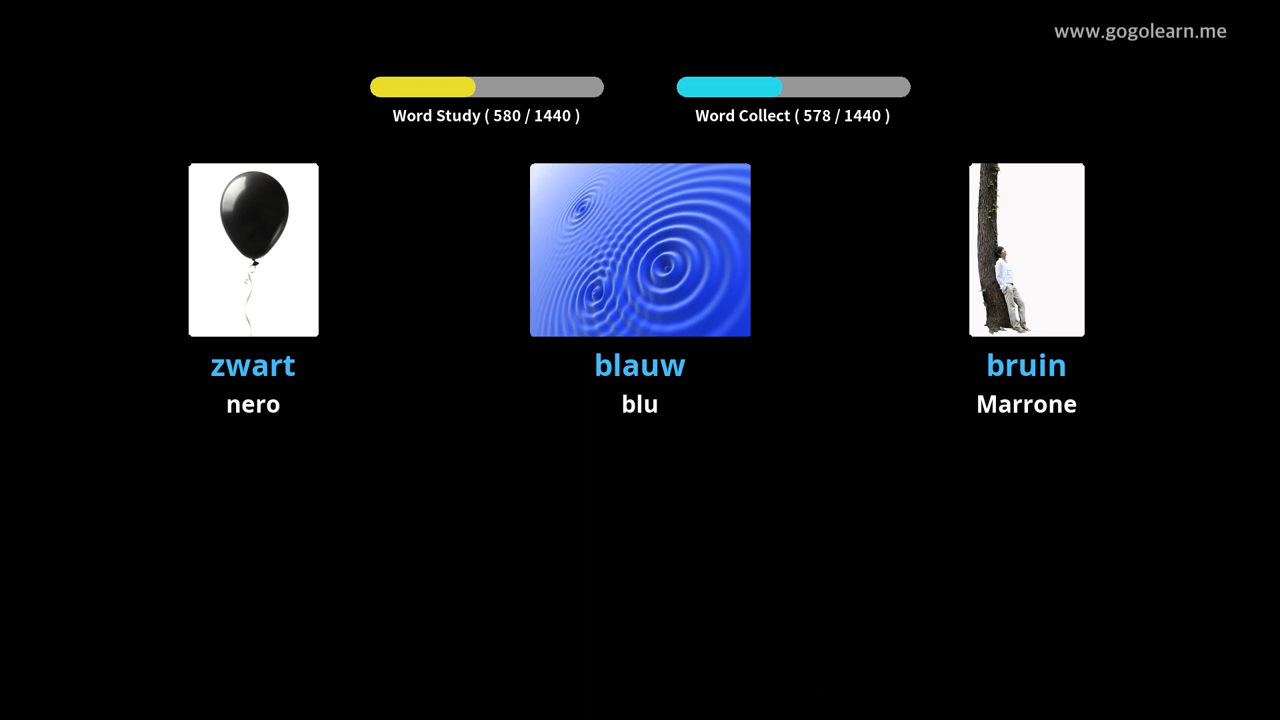 www.gogolearn.me
Word Study ( 580 / 1440 )
Word Collect ( 578 / 1440 )
zwart
nero
blauw
blu
bruin
Marrone